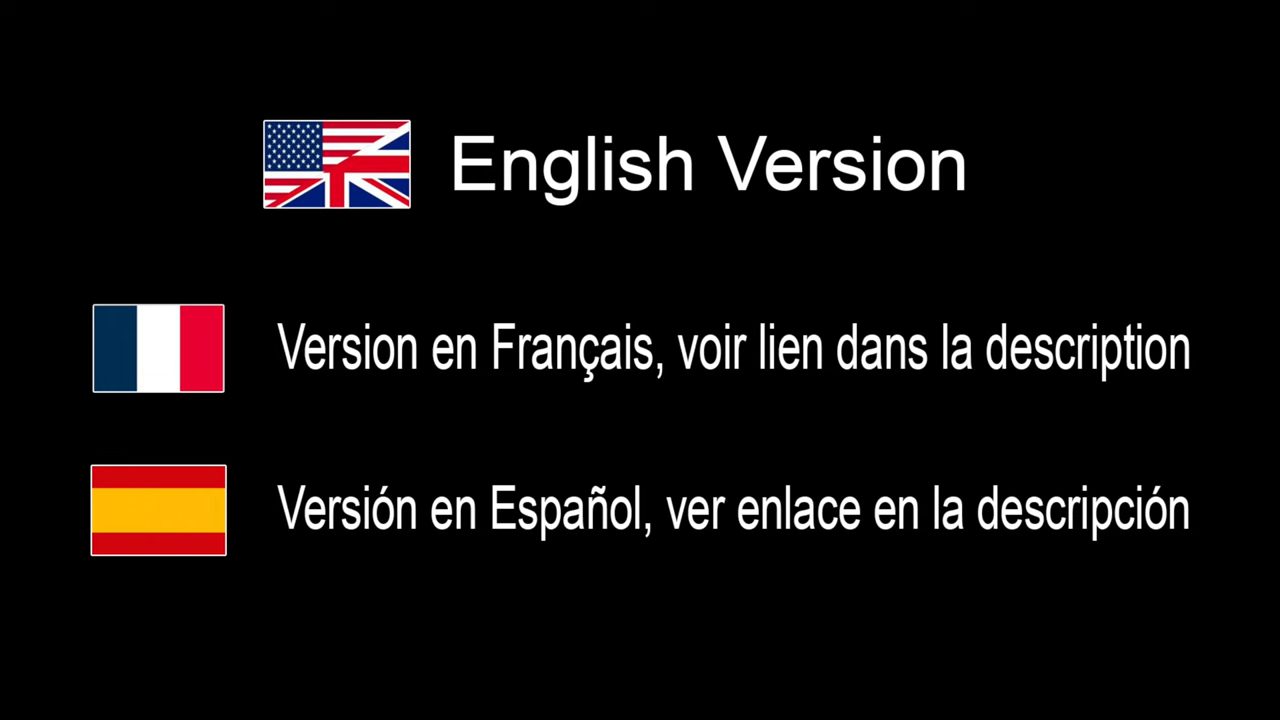 English Version
Version en Français, voir lien dans la description
Versión en Español, ver enlace en la descripción